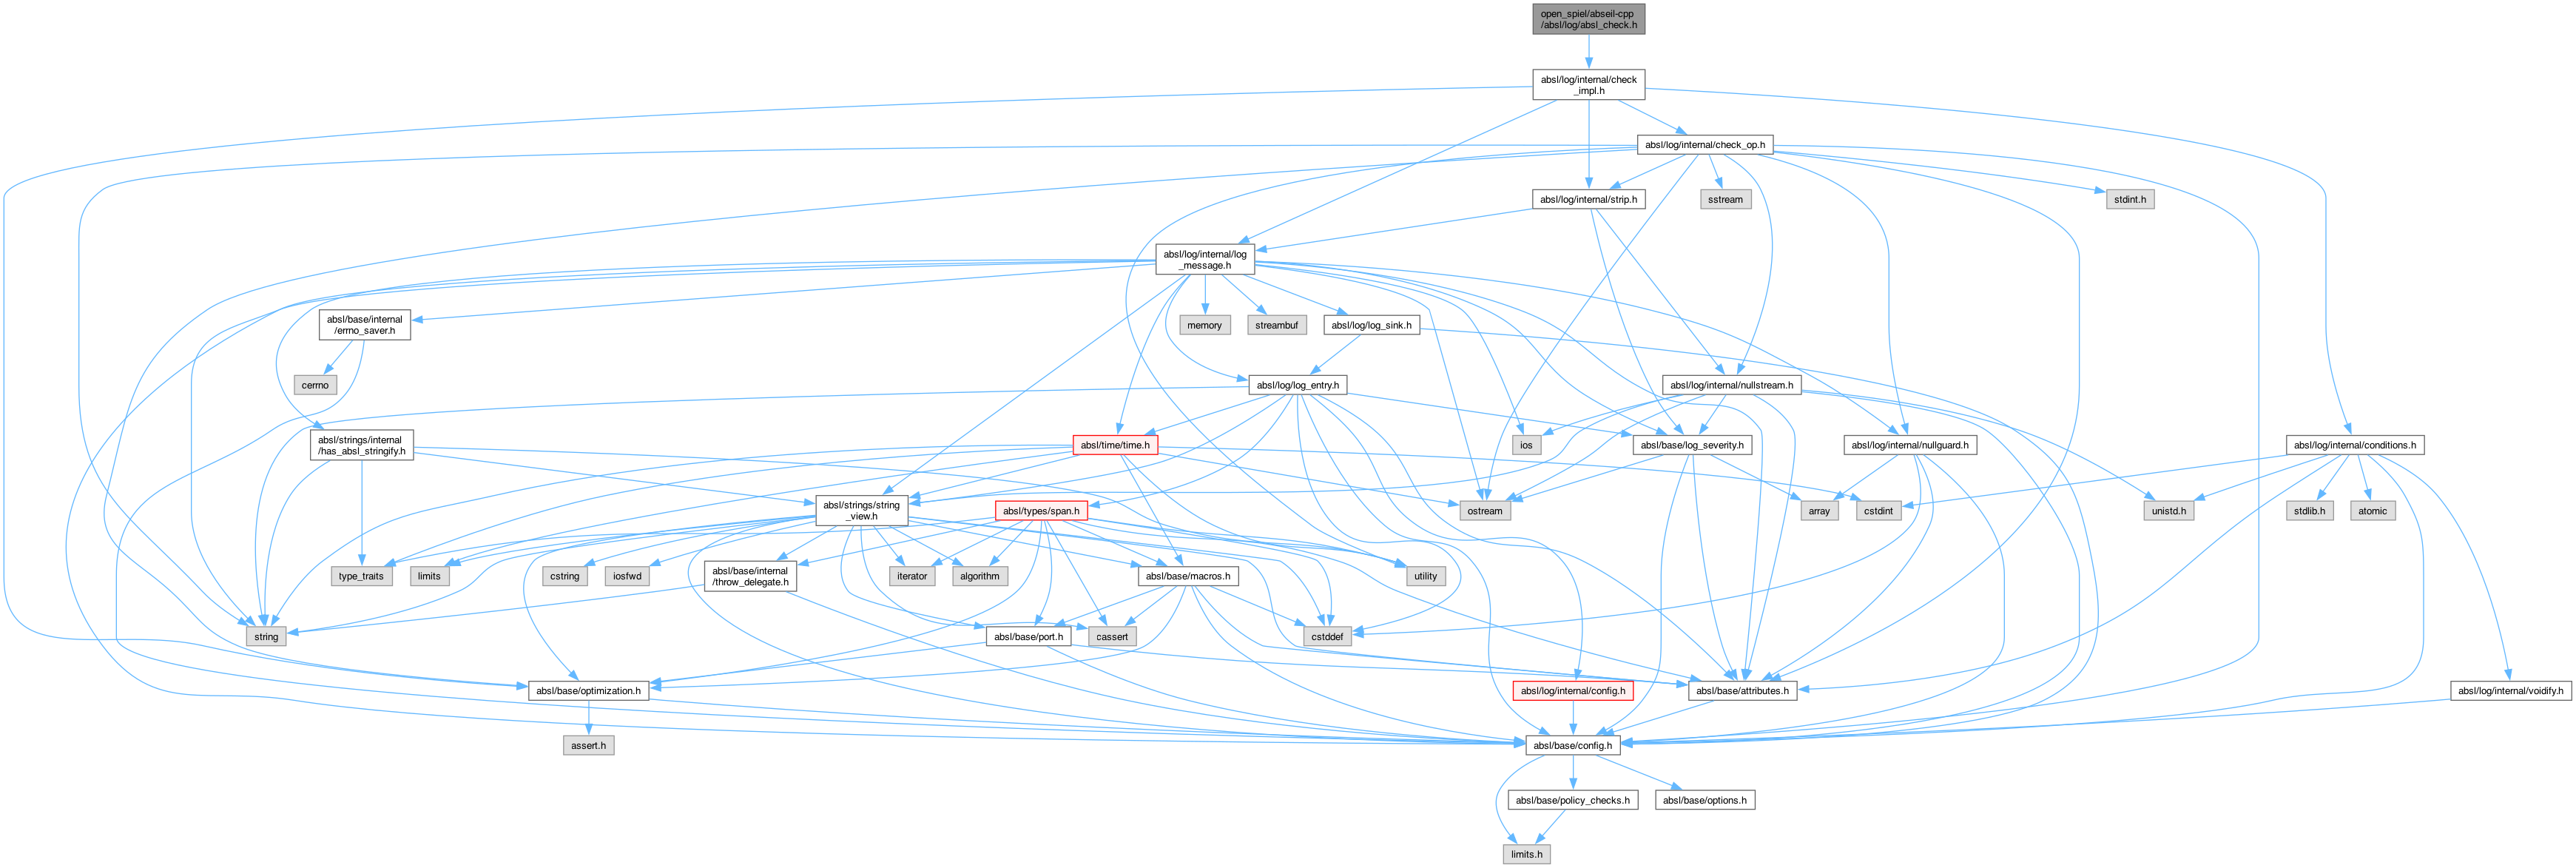 open_spiel/abseil-cpp
/absl/log/absl_check.h
absl/log/internal/check
_impl.h
absl/log/internal/check_op.h
absl/log/internal/strip.h
sstream
stdint.h
absl/log/internal/log
_message.h
absl/base/internal
/errno_saver.h
memory
streambuf
absl/log/log_sink.h
cerrno
absl/log/log_entry.h
absl/log/internal/nullstream.h
absl/strings/internal
/has_absl_stringify.h
absl/time/time.h
ios
absl/base/log_severity.h
absl/log/internal/nullguard.h
absl/log/internal/conditions.h
absl/strings/string
_view.h
absl/types/span.h
ostream
array
cstdint
unistd.h
stdlib.h
atomic
type_traits
limits
cstring
iosfwd
absl/base/internal
/throw_delegate.h
iterator
algorithm
absl/base/macros.h
utility
string
absl/base/port.h
cassert
cstddef
absl/base/optimization.h
absl/log/internal/config.h
absl/base/attributes.h
absl/log/internal/voidify.h
assert.h
absl/base/config.h
absl/base/policy_checks.h
absl/base/options.h
limits.h